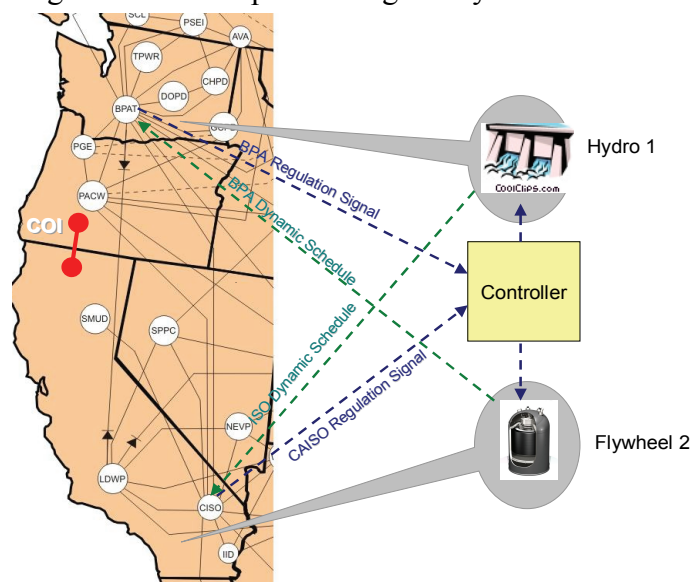 SCL
PSEI
AVA
TPWR
CHPD
DOPD
BPAT
GCPD
PGE
PACW
COI
SMUD
SPPC
NEVP
LDWP
CISO
IID
BPA Regulation Signal
BPA Dynamic Schedule
ISO Dynamic Schedule
CAISO Regulation Signal
COOLCLIPS.com
Hydro 1
Controller
Flywheel 2